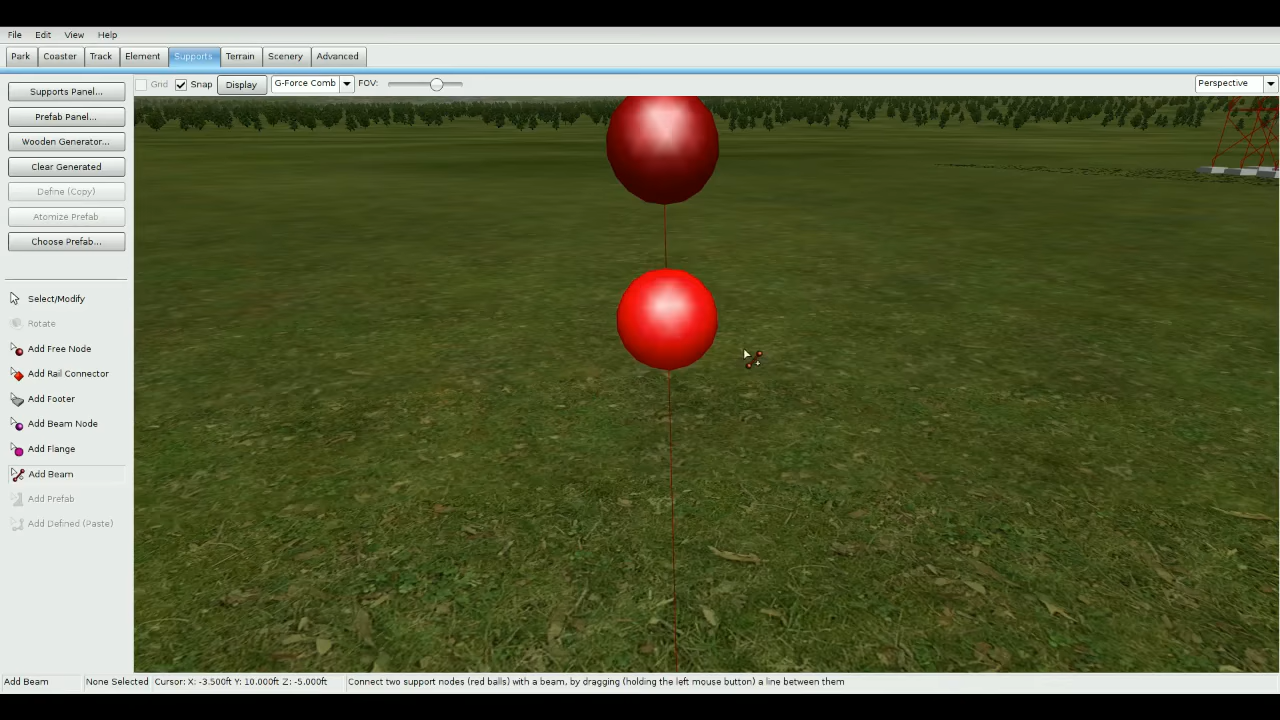 File Edit View Help
Park Coaster Track Element Supports Terrain Scenery Advanced
Gnd Snap Display G-Force Comb FOV: Perspective
Supports Panel...
Prefab Panel...
Wooden Generator...
Clear Generated
Define (Copy)
Atomize Prefab
Choose Prefab...
Select/Modify
Rotate
Add Free Node
Add Rail Connector
Add Footer
Add Beam Node
Add Flange
Add Beam
Add Prefab
Add Defined (Paste)
Add Beam None Selected Cursor: X: -3.500ft Y: 10.000ft Z: -5.000ft Connect two support nodes (red balls) with a beam, by dragging (holding the left mouse button) a line between them